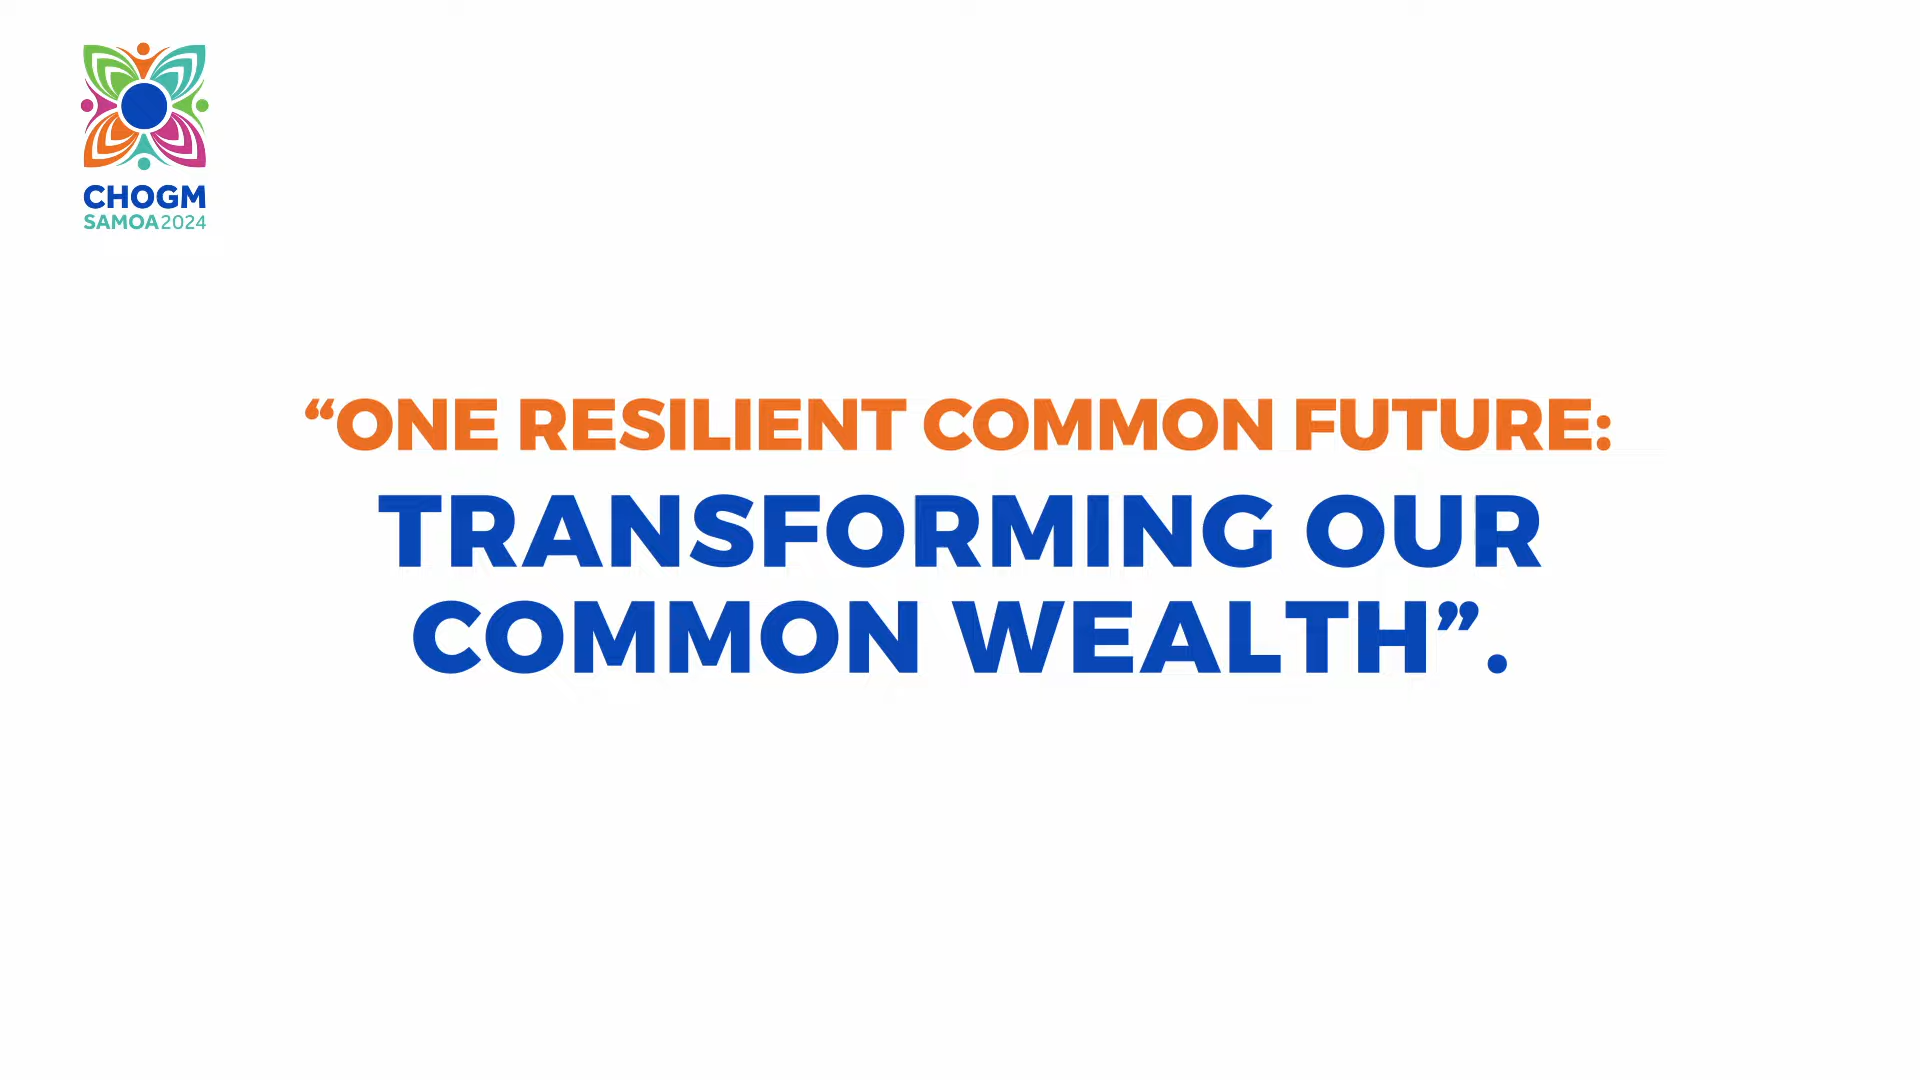 CHOGM
SAMOA2024
“ONE RESILIENT COMMON FUTURE:
TRANSFORMING OUR
COMMON WEALTH”.